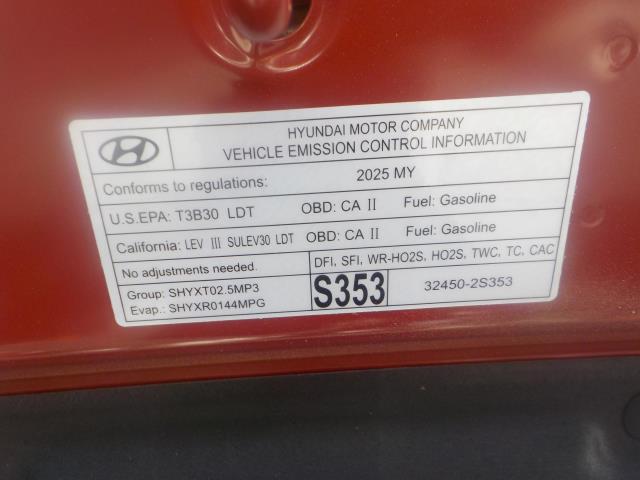 HYUNDAI MOTOR COMPANY
VEHICLE EMISSION CONTROL INFORMATION
Conforms to regulations: 2025 MY
U.S.EPA: T3B30 LDT OBD: CA II Fuel: Gasoline
California: LEV III SULEV30 LDT OBD: CA II Fuel: Gasoline
No adjustments needed. DFI, SFI, WR-HO2S, HO2S, TWC, TC, CAC
Group: SHYXT02.5MP3
Evap.: SHYXR0144MPG
S353 32450-2S353